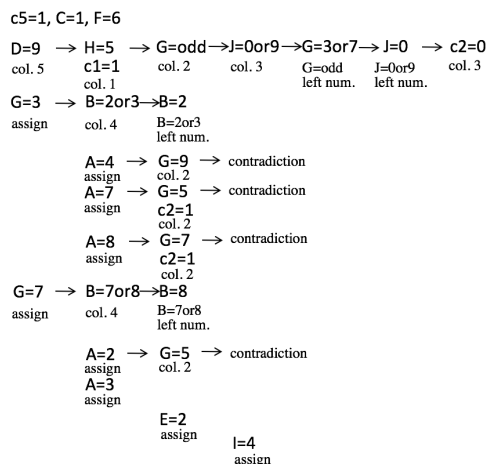 c5=1, C=1, F=6
D=9 → H=5 → G=odd→J=0or9→G=3or7→ J=0 → c2=0
col. 5 c1=1 col. 2 col. 3 G=odd J=0or9 col. 3
col. 1 left num. left num.
G=3 → B=2or3→B=2
assign col. 4 B=2or3
left num.
A=4 → G=9 → contradiction
assign col. 2
A=7 → G=5 → contradiction
assign c2=1
col. 2
A=8 → G=7 → contradiction
assign c2=1
col. 2
G=7 → B=7or8→B=8
assign col. 4 B=7or8
left num.
A=2 → G=5 → contradiction
assign col. 2
A=3
assign
E=2
assign
I=4
assign